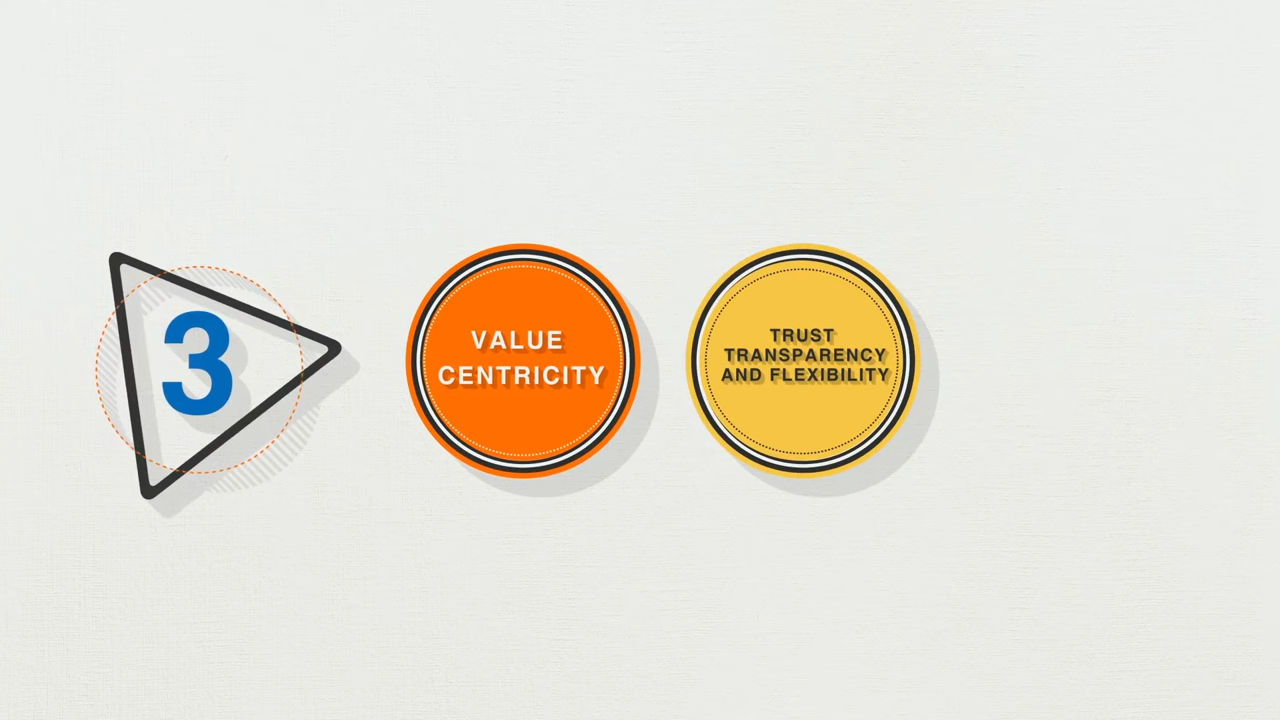 3
VALUE
CENTRICITY
TRUST
TRANSPARENCY
AND FLEXIBILITY